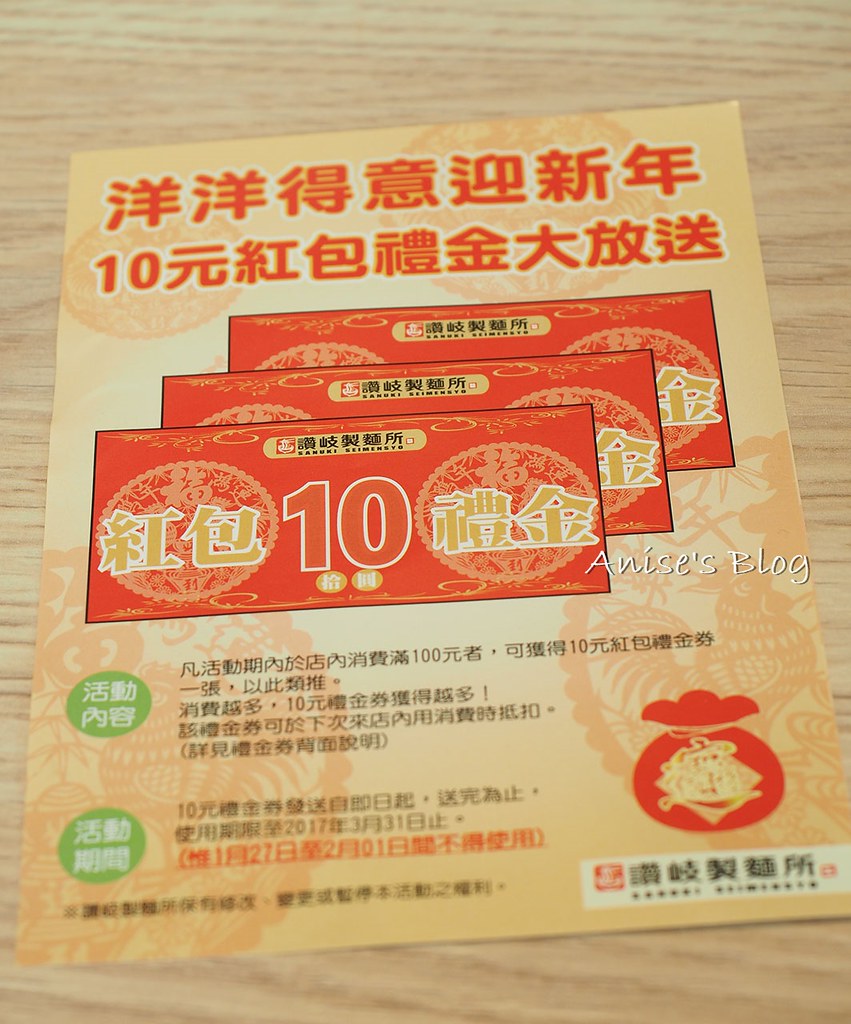 洋洋得意迎新年
10元紅包禮金大放送
讚岐製麵所
SANUKI SEIMENSYO
金
讚岐製麵所
SANUKI SEIMENSYO
金
讚岐製麵所
SANUKI SEIMENSYO
紅包10禮金
拾圓
Anise's Blog
活動內容
凡活動期內於店內消費滿100元者，可獲得10元紅包禮金券
一張，以此類推。
消費越多，10元禮金券獲得越多！
該禮金券可於下次來店內用消費時抵扣。
(詳見禮金券背面說明)
活動期間
10元禮金券發送自即日起，送完為止，
使用期限至2017年3月31日止。
(惟1月27日至2月01日間不得使用)
※讚岐製麵所保有修改、變更或暫停本活動之權利。
讚岐製麵所
SANUKI SEIMENSYO